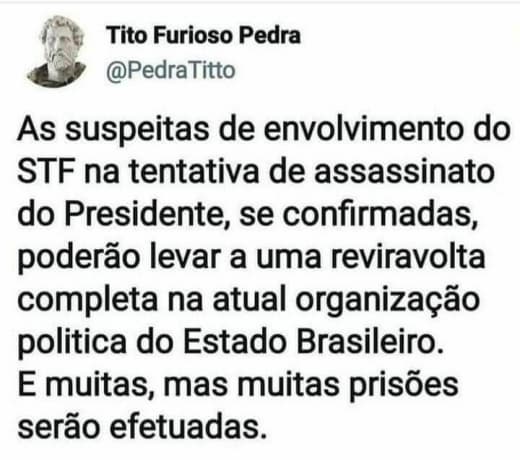 Tito Furioso Pedra
@PedraTitto
As suspeitas de envolvimento do
STF na tentativa de assassinato
do Presidente, se confirmadas,
poderão levar a uma reviravolta
completa na atual organização
politica do Estado Brasileiro.
E muitas, mas muitas prisões
serão efetuadas.